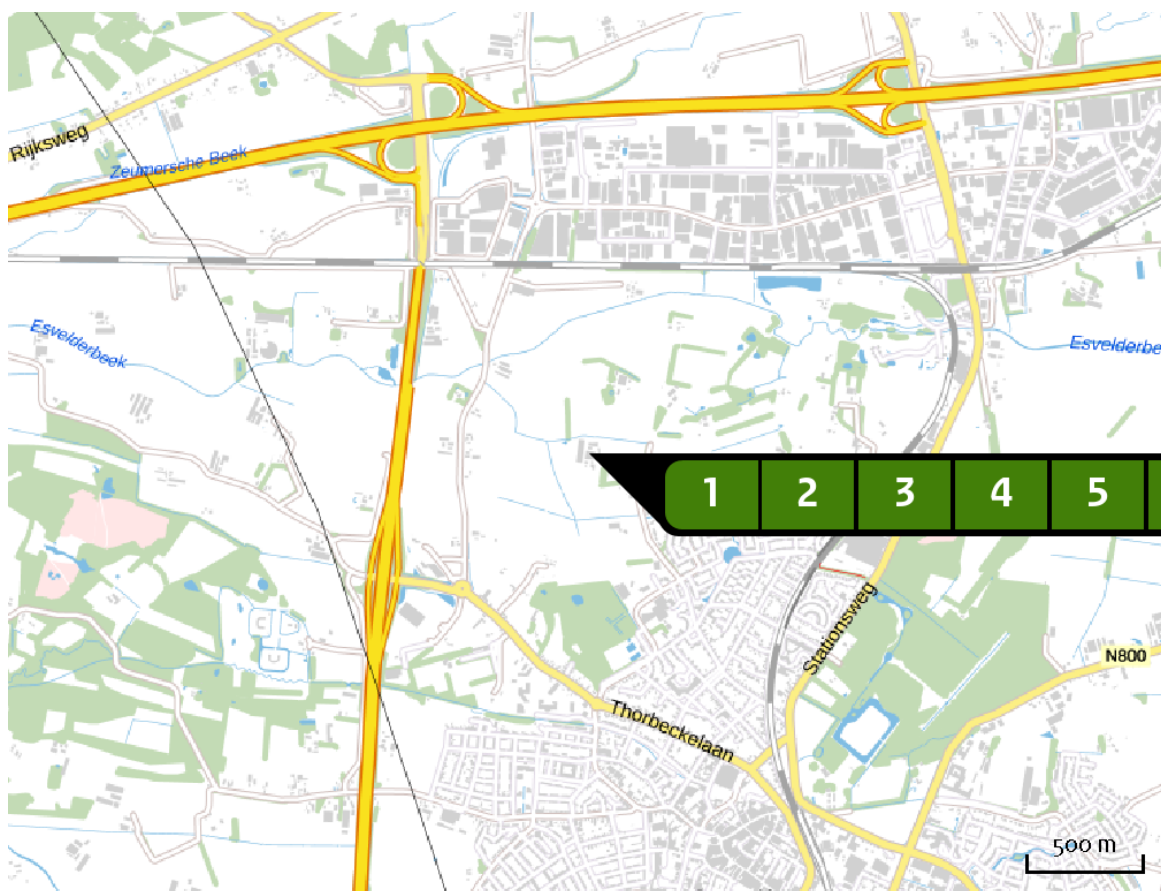 Rijksweg
Zeumersche Beek
Esvelderbeek
Esvelderbe
1 2 3 4 5
Stationsweg
N800
Thorbeckelaan
500 m